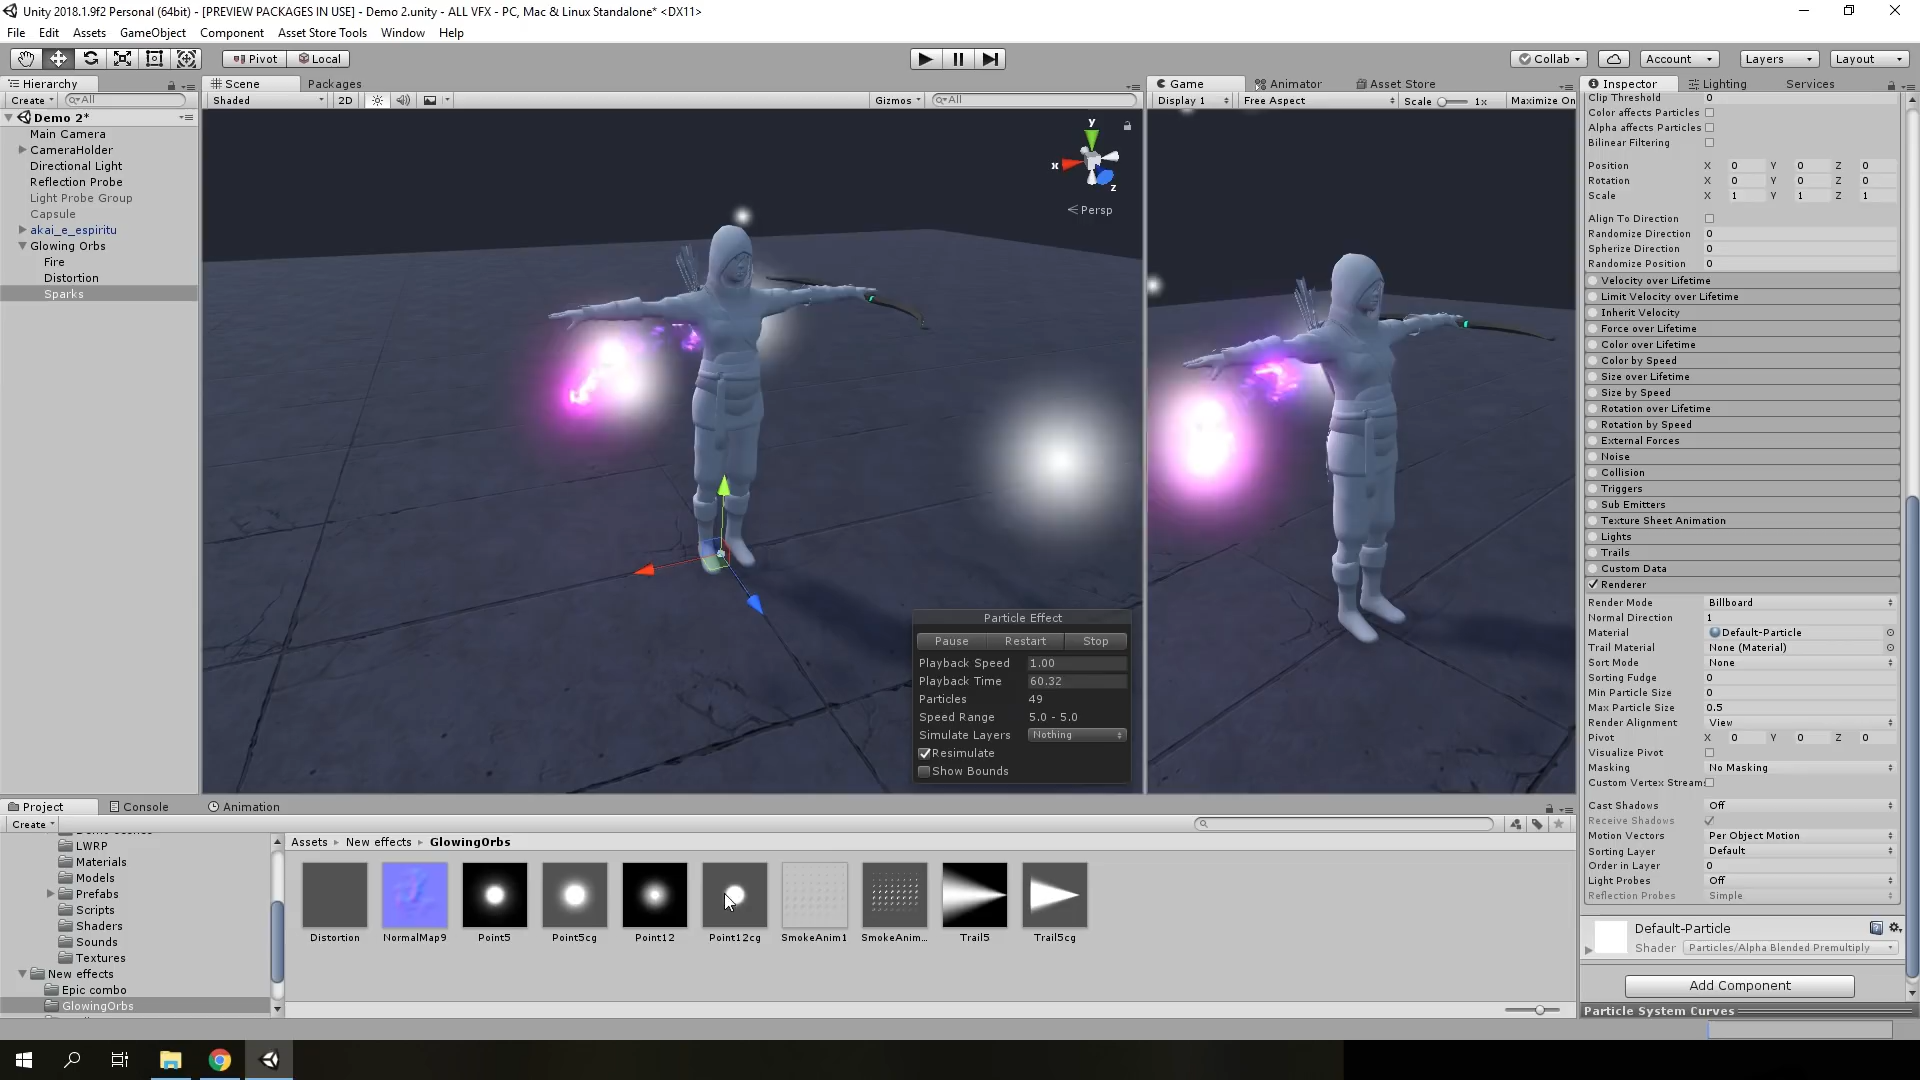 Unity 2018.1.9f2 Personal (64bit) - [PREVIEW PACKAGES IN USE] - Demo 2.unity - ALL VFX - PC, Mac & Linux Standalone* <DX11>
File Edit Assets GameObject Component Asset Store Tools Window Help
Pivot Local Collab Account Layers Layout
Hierarchy
Create All
Demo 2*
Main Camera
CameraHolder
Directional Light
Reflection Probe
Light Probe Group
Capsule
akai_e_espiritu
Glowing Orbs
Fire
Distortion
Sparks
Scene Packages
Shaded 2D Gizmos All
y
x
z
Persp
Particle Effect
Pause Restart Stop
Playback Speed 1.00
Playback Time 60.32
Particles 49
Speed Range 5.0 - 5.0
Simulate Layers Nothing
Resimulate
Show Bounds
Game Animator Asset Store
Display 1 Free Aspect Scale 1x Maximize On
Inspector Lighting Services
Clip Threshold 0
Color affects Particles
Alpha affects Particles
Bilinear Filtering
Position X 0 Y 0 Z 0
Rotation X 0 Y 0 Z 0
Scale X 1 Y 1 Z 1
Align To Direction
Randomize Direction 0
Spherize Direction 0
Randomize Position 0
Velocity over Lifetime
Limit Velocity over Lifetime
Inherit Velocity
Force over Lifetime
Color over Lifetime
Color by Speed
Size over Lifetime
Size by Speed
Rotation over Lifetime
Rotation by Speed
External Forces
Noise
Collision
Triggers
Sub Emitters
Texture Sheet Animation
Lights
Trails
Custom Data
Renderer
Render Mode Billboard
Normal Direction 1
Material Default-Particle
Trail Material None (Material)
Sort Mode None
Sorting Fudge 0
Min Particle Size 0
Max Particle Size 0.5
Render Alignment View
Pivot X 0 Y 0 Z 0
Visualize Pivot
Masking No Masking
Custom Vertex Streams
Cast Shadows Off
Receive Shadows
Motion Vectors Per Object Motion
Sorting Layer Default
Order in Layer 0
Light Probes Off
Reflection Probes Simple
Default-Particle
Shader Particles/Alpha Blended Premultiply
Add Component
Particle System Curves
Project Console Animation
Create
LWRP
Materials
Models
Prefabs
Scripts
Shaders
Sounds
Textures
New effects
Epic combo
GlowingOrbs
Assets New effects GlowingOrbs
Distortion NormalMap9 Point5 Point5cg Point12 Point12cg SmokeAnim1 SmokeAnim... Trail5 Trail5cg